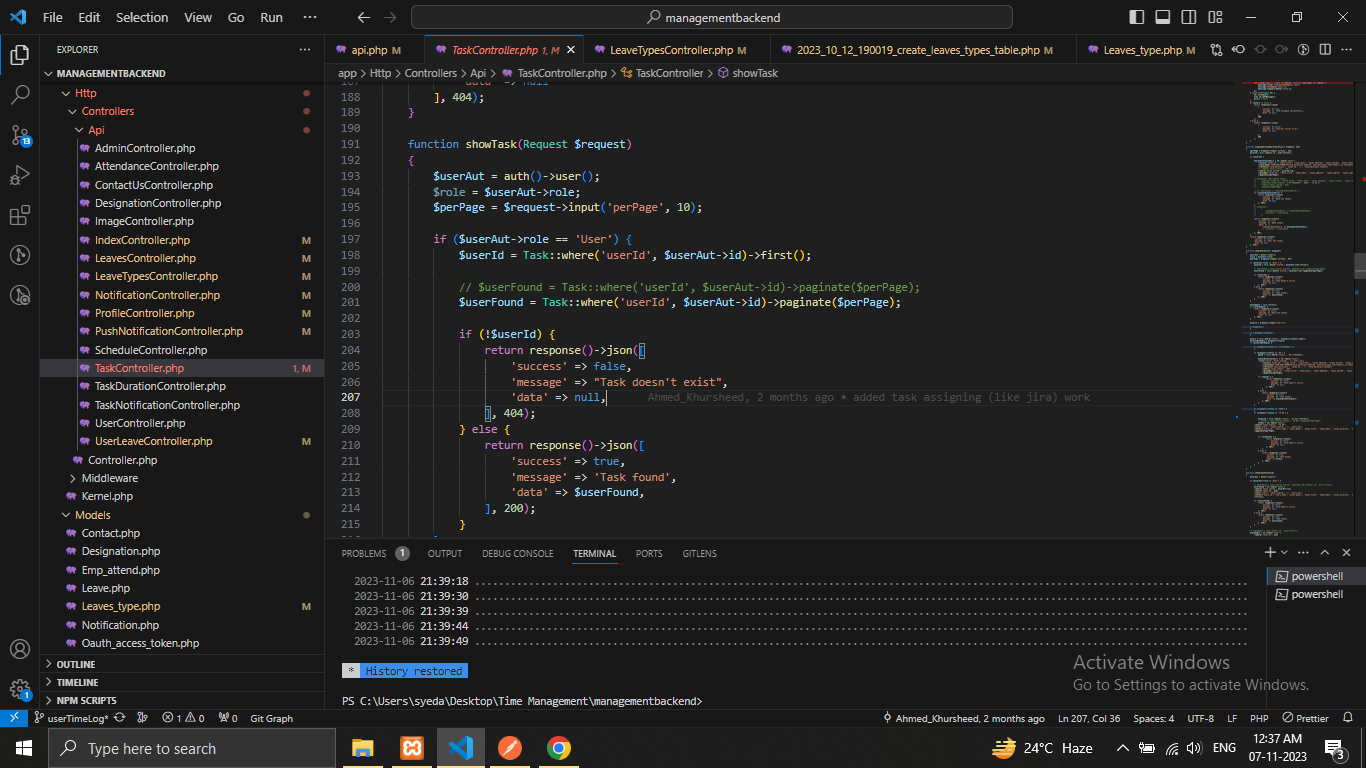 File Edit Selection View Go Run ··· managementbackend
EXPLORER ···
MANAGEMENTBACKEND
Http
Controllers
Api
AdminController.php
AttendanceController.php
ContactUsController.php
DesignationController.php
ImageController.php
IndexController.php M
LeavesController.php M
LeaveTypesController.php M
NotificationController.php M
ProfileController.php M
PushNotificationController.php M
ScheduleController.php
TaskController.php 1, M
TaskDurationController.php
TaskNotificationController.php
UserController.php
UserLeaveController.php M
Controller.php
Middleware
Kernel.php
Models
Contact.php
Designation.php
Emp_attend.php
Leave.php
Leaves_type.php M
Notification.php
Oauth_access_token.php
OUTLINE
TIMELINE
NPM SCRIPTS
api.php M TaskController.php 1, M LeaveTypesController.php M 2023_10_12_190019_create_leaves_types_table.php M Leaves_type.php M
app > Http > Controllers > Api > TaskController.php > TaskController > showTask
188 ], 404);
189 }
190
191 function showTask(Request $request)
192 {
193 $userAut = auth()->user();
194 $role = $userAut->role;
195 $perPage = $request->input('perPage', 10);
196
197 if ($userAut->role == 'User') {
198 $userId = Task::where('userId', $userAut->id)->first();
199
200 // $userFound = Task::where('userId', $userAut->id)->paginate($perPage);
201 $userFound = Task::where('userId', $userAut->id)->paginate($perPage);
202
203 if (!$userId) {
204 return response()->json([
205 'success' => false,
206 'message' => "Task doesn't exist",
207 'data' => null, Ahmed_Khursheed, 2 months ago • added task assigning (like jira) work
208 ], 404);
209 } else {
210 return response()->json([
211 'success' => true,
212 'message' => 'Task found',
213 'data' => $userFound,
214 ], 200);
215 }
PROBLEMS 1 OUTPUT DEBUG CONSOLE TERMINAL PORTS GITLENS
2023-11-06 21:39:18
2023-11-06 21:39:30
2023-11-06 21:39:39
2023-11-06 21:39:44
2023-11-06 21:39:49
* History restored
PS C:\Users\syeda\Desktop\Time Management\managementbackend>
powershell
powershell
Activate Windows
Go to Settings to activate Windows.
13
1
userTimeLog* 1 0 0 Git Graph Ahmed_Khursheed, 2 months ago Ln 207, Col 36 Spaces: 4 UTF-8 LF PHP Prettier
Type here to search 24°C Haze ENG 12:37 AM
07-11-2023 3